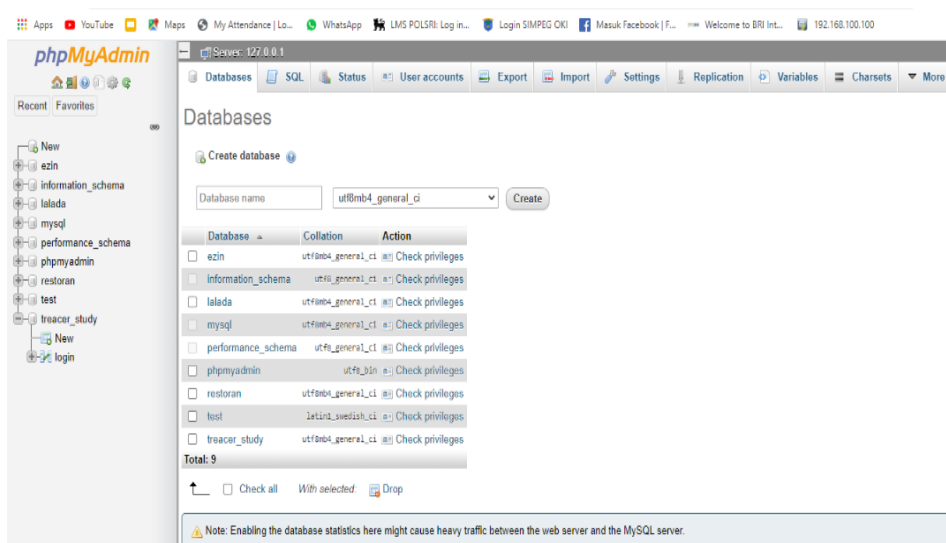 Apps YouTube Maps My Attendance | Lo... WhatsApp LMS POLSRI: Log in... Login SIMPEG OKI Masuk Facebook | F... Welcome to BRI Int... 192.168.100.100
phpMyAdmin
Recent Favorites
New
ezin
information_schema
lalada
mysql
performance_schema
phpmyadmin
restoran
test
treacer_study
New
login
Server: 127.0.0.1
Databases SQL Status User accounts Export Import Settings Replication Variables Charsets More
Databases
Create database
Database name utf8mb4_general_ci Create
Database Collation Action
ezin utf8mb4_general_ci Check privileges
information_schema utf8_general_ci Check privileges
lalada utf8mb4_general_ci Check privileges
mysql utf8mb4_general_ci Check privileges
performance_schema utf8_general_ci Check privileges
phpmyadmin utf8_bin Check privileges
restoran utf8mb4_general_ci Check privileges
test latin1_swedish_ci Check privileges
treacer_study utf8mb4_general_ci Check privileges
Total: 9
Check all With selected: Drop
Note: Enabling the database statistics here might cause heavy traffic between the web server and the MySQL server.